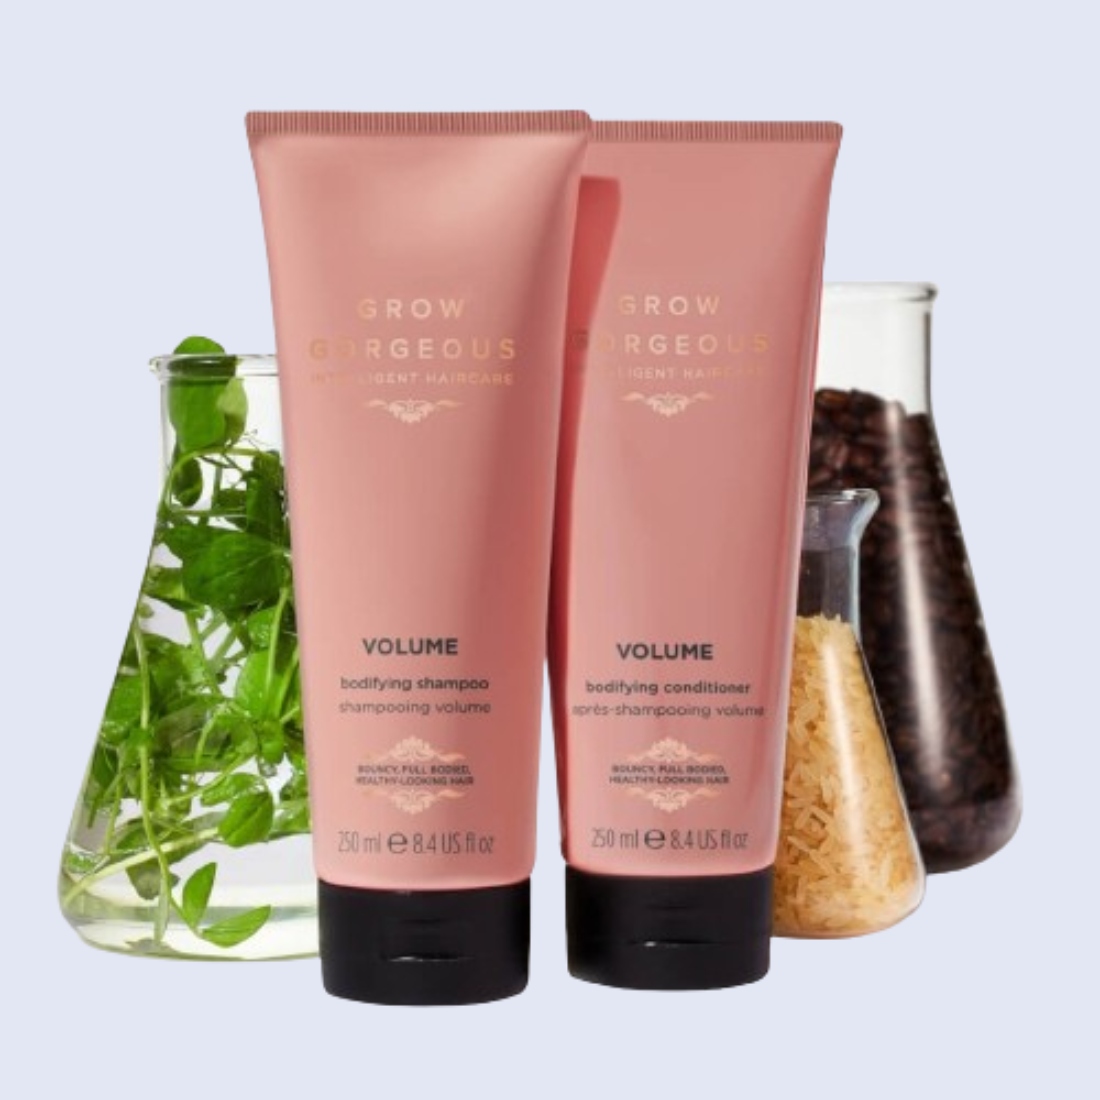 GROW
GORGEOUS
INTELLIGENT HAIRCARE
VOLUME
bodifying shampoo
shampooing volume
BOUNCY, FULL BODIED,
HEALTHY-LOOKING HAIR
250 ml e 8.4 US fl oz
GROW
GORGEOUS
INTELLIGENT HAIRCARE
VOLUME
bodifying conditioner
après-shampooing volume
BOUNCY, FULL BODIED,
HEALTHY-LOOKING HAIR
250 ml e 8.4 US fl oz